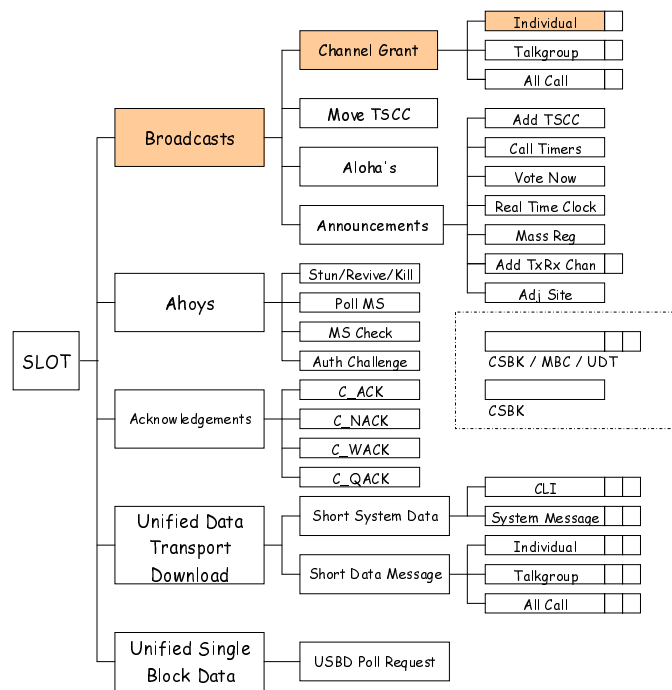 SLOT
Broadcasts
Channel Grant
Individual
Talkgroup
All Call
Move TSCC
Aloha's
Announcements
Add TSCC
Call Timers
Vote Now
Real Time Clock
Mass Reg
Add TxRx Chan
Adj Site
Ahoys
Stun/Revive/Kill
Poll MS
MS Check
Auth Challenge
CSBK / MBC / UDT
CSBK
Acknowledgements
C_ACK
C_NACK
C_WACK
C_QACK
Unified Data
Transport
Download
Short System Data
CLI
System Message
Short Data Message
Individual
Talkgroup
All Call
Unified Single
Block Data
USBD Poll Request